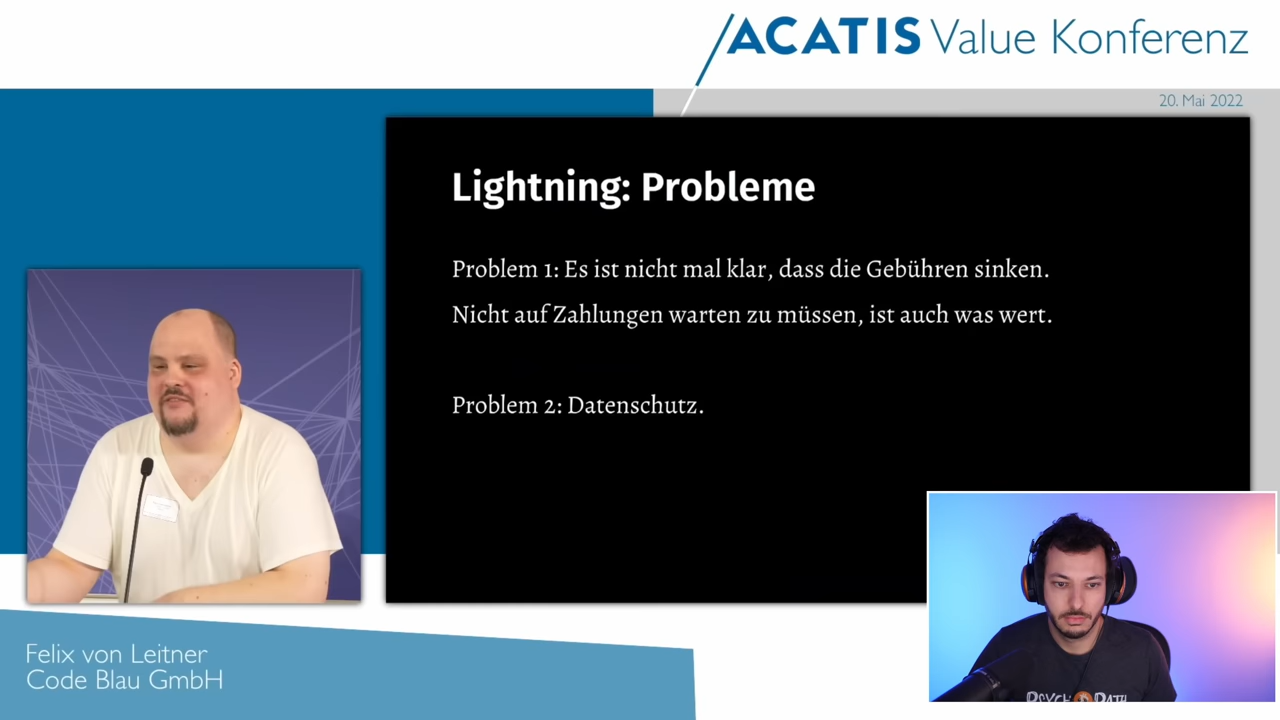 ACATIS Value Konferenz
20. Mai 2022
Lightning: Probleme
Problem 1: Es ist nicht mal klar, dass die Gebühren sinken.
Nicht auf Zahlungen warten zu müssen, ist auch was wert.
Problem 2: Datenschutz.
Felix von Leitner
Code Blau GmbH